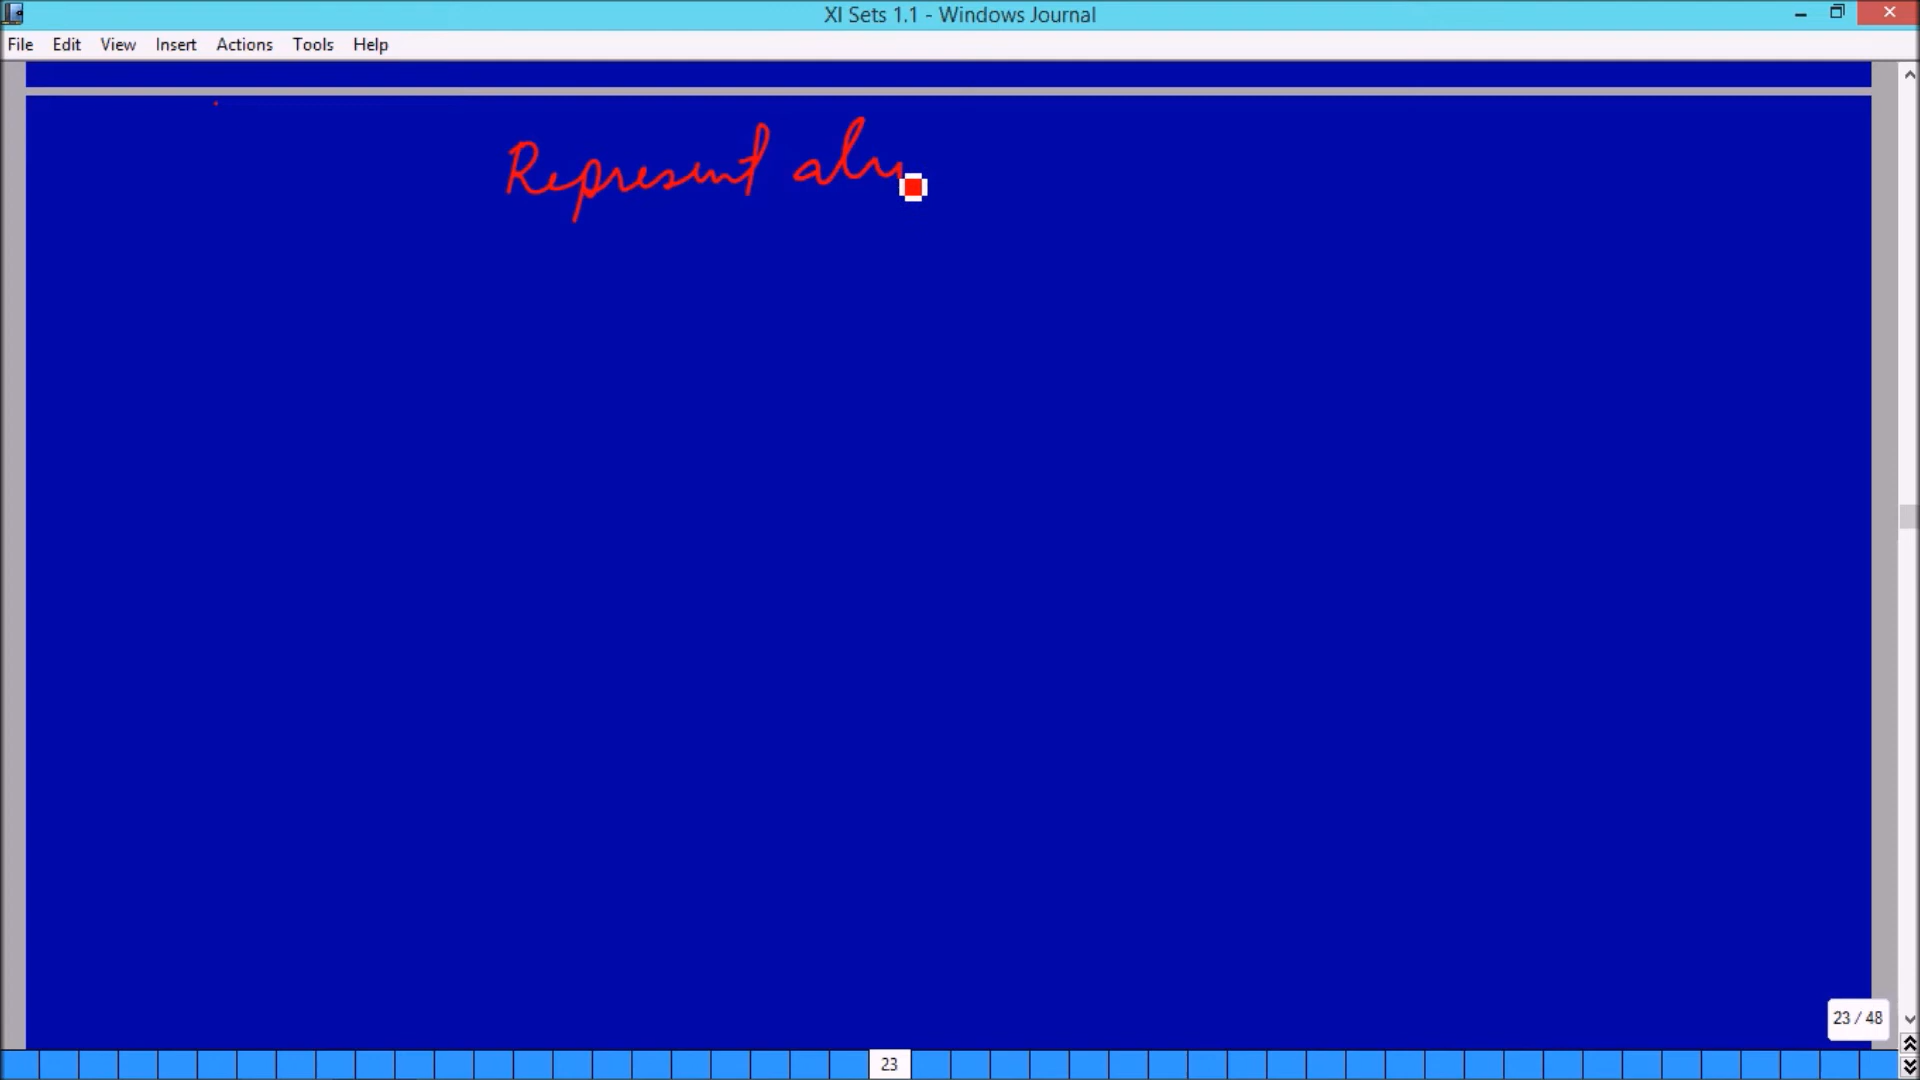 XI Sets 1.1 - Windows Journal
File Edit View Insert Actions Tools Help
Represent
23 / 48
23